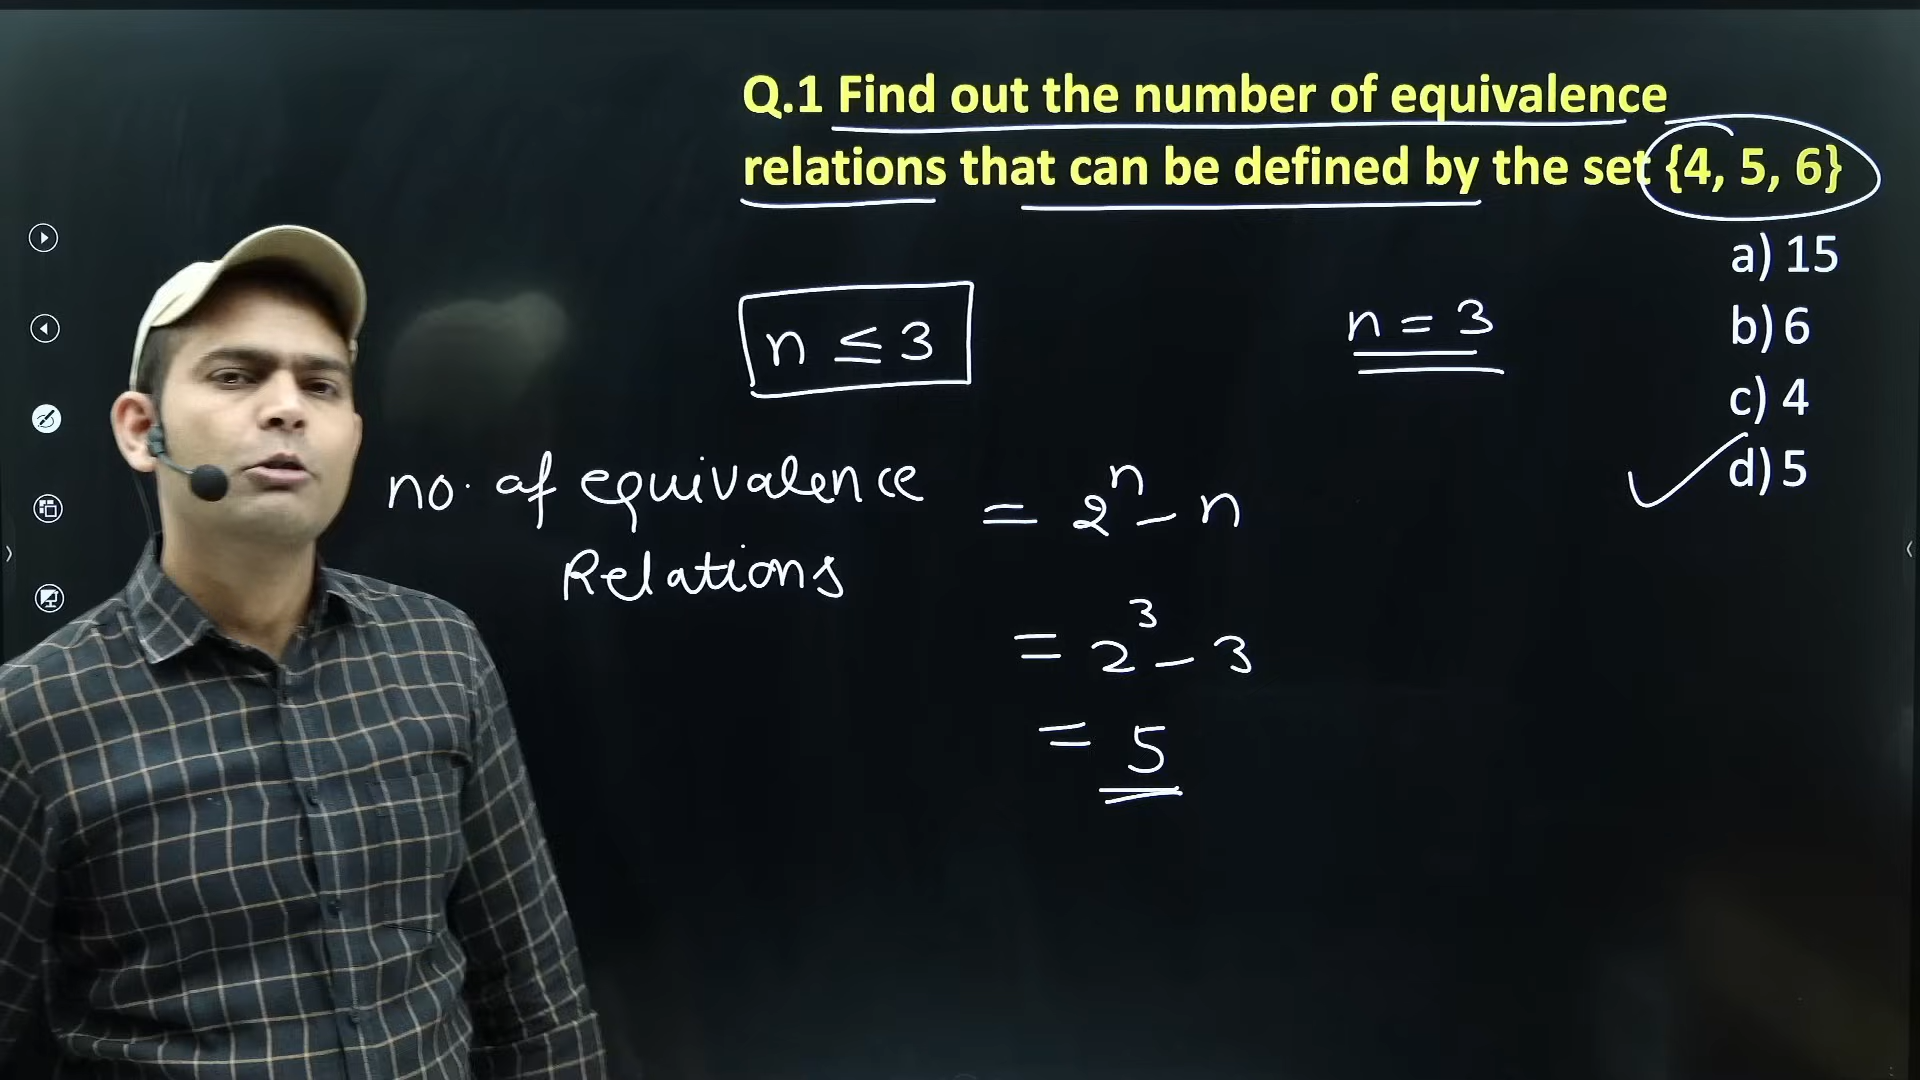 Q.1 Find out the number of equivalence
relations that can be defined by the set {4, 5, 6}
a) 15
b) 6
c) 4
d) 5
n ≤ 3
n = 3
no. of equivalence
Relations
= 2ⁿ - n
= 2³ - 3
= 5